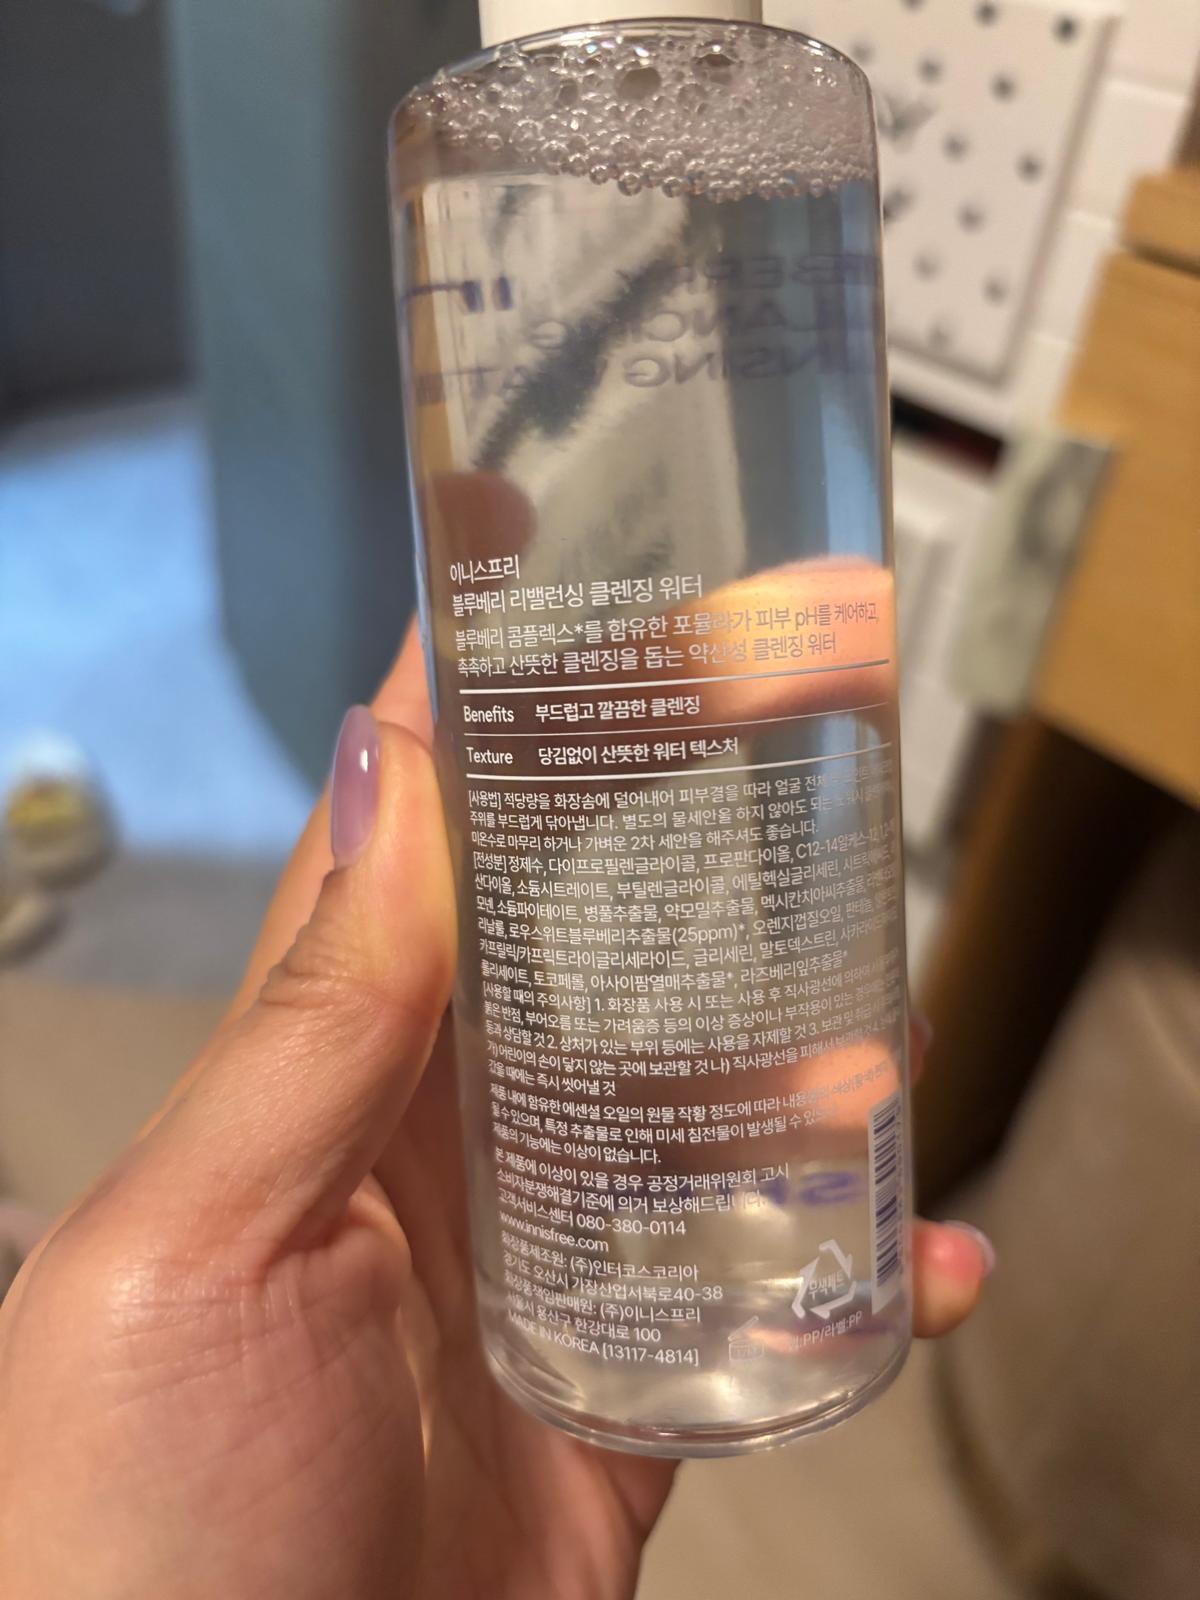 이니스프리
블루베리 리밸런싱 클렌징 워터
블루베리 콤플렉스*를 함유한 포뮬러가 피부 pH를 케어하고,
촉촉하고 산뜻한 클렌징을 돕는 약산성 클렌징 워터
Benefits 부드럽고 깔끔한 클렌징
Texture 당김없이 산뜻한 워터 텍스처
[사용법] 적당량을 화장솜에 덜어내어 피부결을 따라 얼굴 전체
주위를 부드럽게 닦아냅니다. 별도의 물세안을 하지 않아도 되는
미온수로 마무리 하거나 가벼운 2차 세안을 해주셔도 좋습니다.
[전성분] 정제수, 다이프로필렌글라이콜, 프로판다이올, C12-14알케스-12,
산다이올, 소듐시트레이트, 부틸렌글라이콜, 에틸헥실글리세린,
모넨, 소듐파이테이트, 병풀추출물, 약모밀추출물, 멕시칸치아씨추출물,
리날룰, 로우스위트블루베리추출물(25ppm)*, 오렌지껍질오일, 판테놀,
카프릴릭/카프릭트라이글리세라이드, 글리세린, 말토덱스트린,
틸리세이트, 토코페롤, 아사이팜열매추출물*, 라즈베리잎추출물*
[사용할 때의 주의사항] 1. 화장품 사용 시 또는 사용 후 직사광선에 의하여
붉은 반점, 부어오름 또는 가려움증 등의 이상 증상이나 부작용이 있는 경우
등과 상담할 것 2. 상처가 있는 부위 등에는 사용을 자제할 것 3. 보관 및 취급 시
가) 어린이의 손이 닿지 않는 곳에 보관할 것 나) 직사광선을 피해서 보관할 것 4.
갔을 때에는 즉시 씻어낼 것
제품 내에 함유한 에센셜 오일의 원물 작황 정도에 따라 내용물의 색상(황색)
될 수 있으며, 특정 추출물로 인해 미세 침전물이 발생될 수 있으나
제품의 기능에는 이상이 없습니다.
본 제품에 이상이 있을 경우 공정거래위원회 고시
소비자분쟁해결기준에 의거 보상해드립니다.
고객서비스센터 080-380-0114
www.innisfree.com
화장품제조원: (주)인터코스코리아
경기도 오산시 가장산업서북로40-38
화장품책임판매원: (주)이니스프리
서울시 용산구 한강대로 100
MADE IN KOREA [13117-4814]
무색페트
캡:PP/라벨:PP